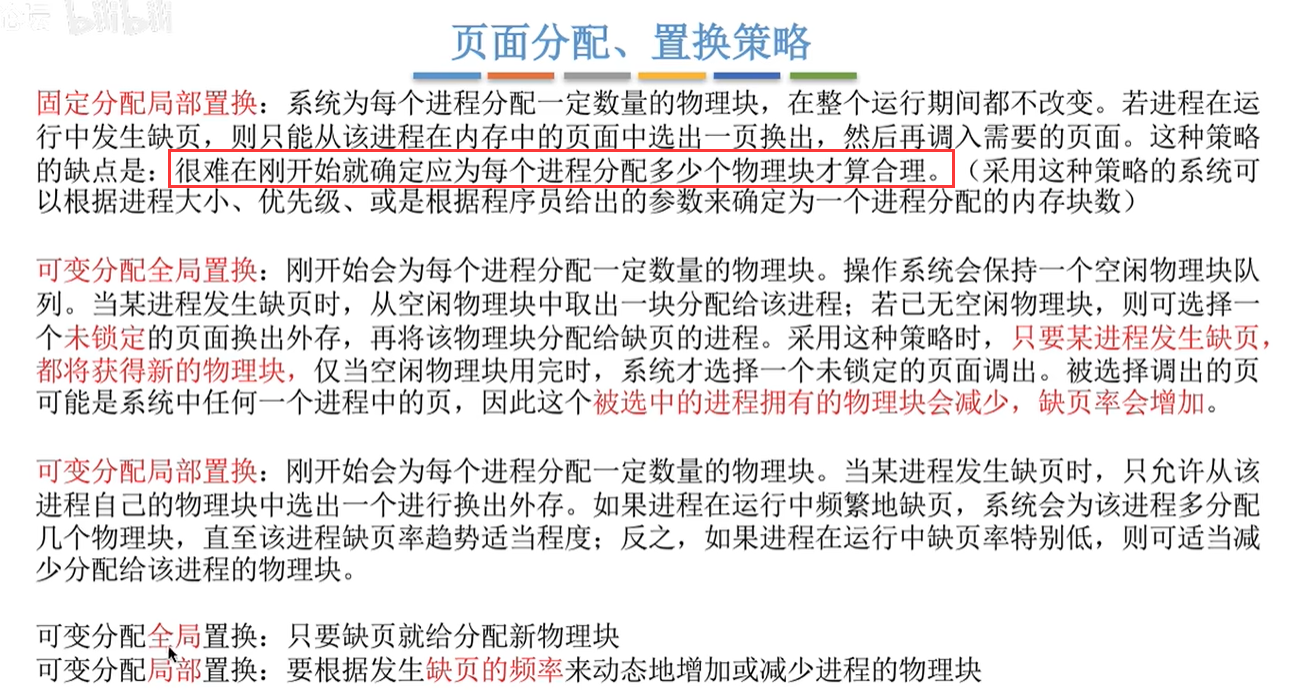 bilibili
页面分配、置换策略
固定分配局部置换：系统为每个进程分配一定数量的物理块，在整个运行期间都不改变。若进程在运
行中发生缺页，则只能从该进程在内存中的页面中选出一页换出，然后再调入需要的页面。这种策略
的缺点是：很难在刚开始就确定应为每个进程分配多少个物理块才算合理。（采用这种策略的系统可
以根据进程大小、优先级、或是根据程序员给出的参数来确定为一个进程分配的内存块数）
可变分配全局置换：刚开始会为每个进程分配一定数量的物理块。操作系统会保持一个空闲物理块队
列。当某进程发生缺页时，从空闲物理块中取出一块分配给该进程；若已无空闲物理块，则可选择一
个未锁定的页面换出外存，再将该物理块分配给缺页的进程。采用这种策略时，只要某进程发生缺页，
都将获得新的物理块，仅当空闲物理块用完时，系统才选择一个未锁定的页面调出。被选择调出的页
可能是系统中任何一个进程中的页，因此这个被选中的进程拥有的物理块会减少，缺页率会增加。
可变分配局部置换：刚开始会为每个进程分配一定数量的物理块。当某进程发生缺页时，只允许从该
进程自己的物理块中选出一个进行换出外存。如果进程在运行中频繁地缺页，系统会为该进程多分配
几个物理块，直至该进程缺页率趋势适当程度；反之，如果进程在运行中缺页率特别低，则可适当减
少分配给该进程的物理块。
可变分配全局置换：只要缺页就给分配新物理块
可变分配局部置换：要根据发生缺页的频率来动态地增加或减少进程的物理块